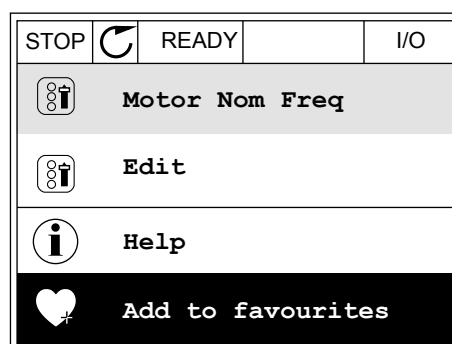 STOP READY I/O
Motor Nom Freq
Edit
Help
Add to favourites